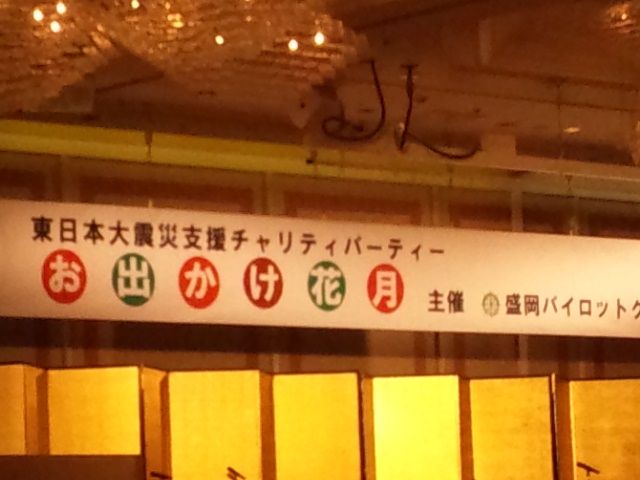 東日本大震災支援チャリティパーティー
お出かけ花月 主催 盛岡パイロットク